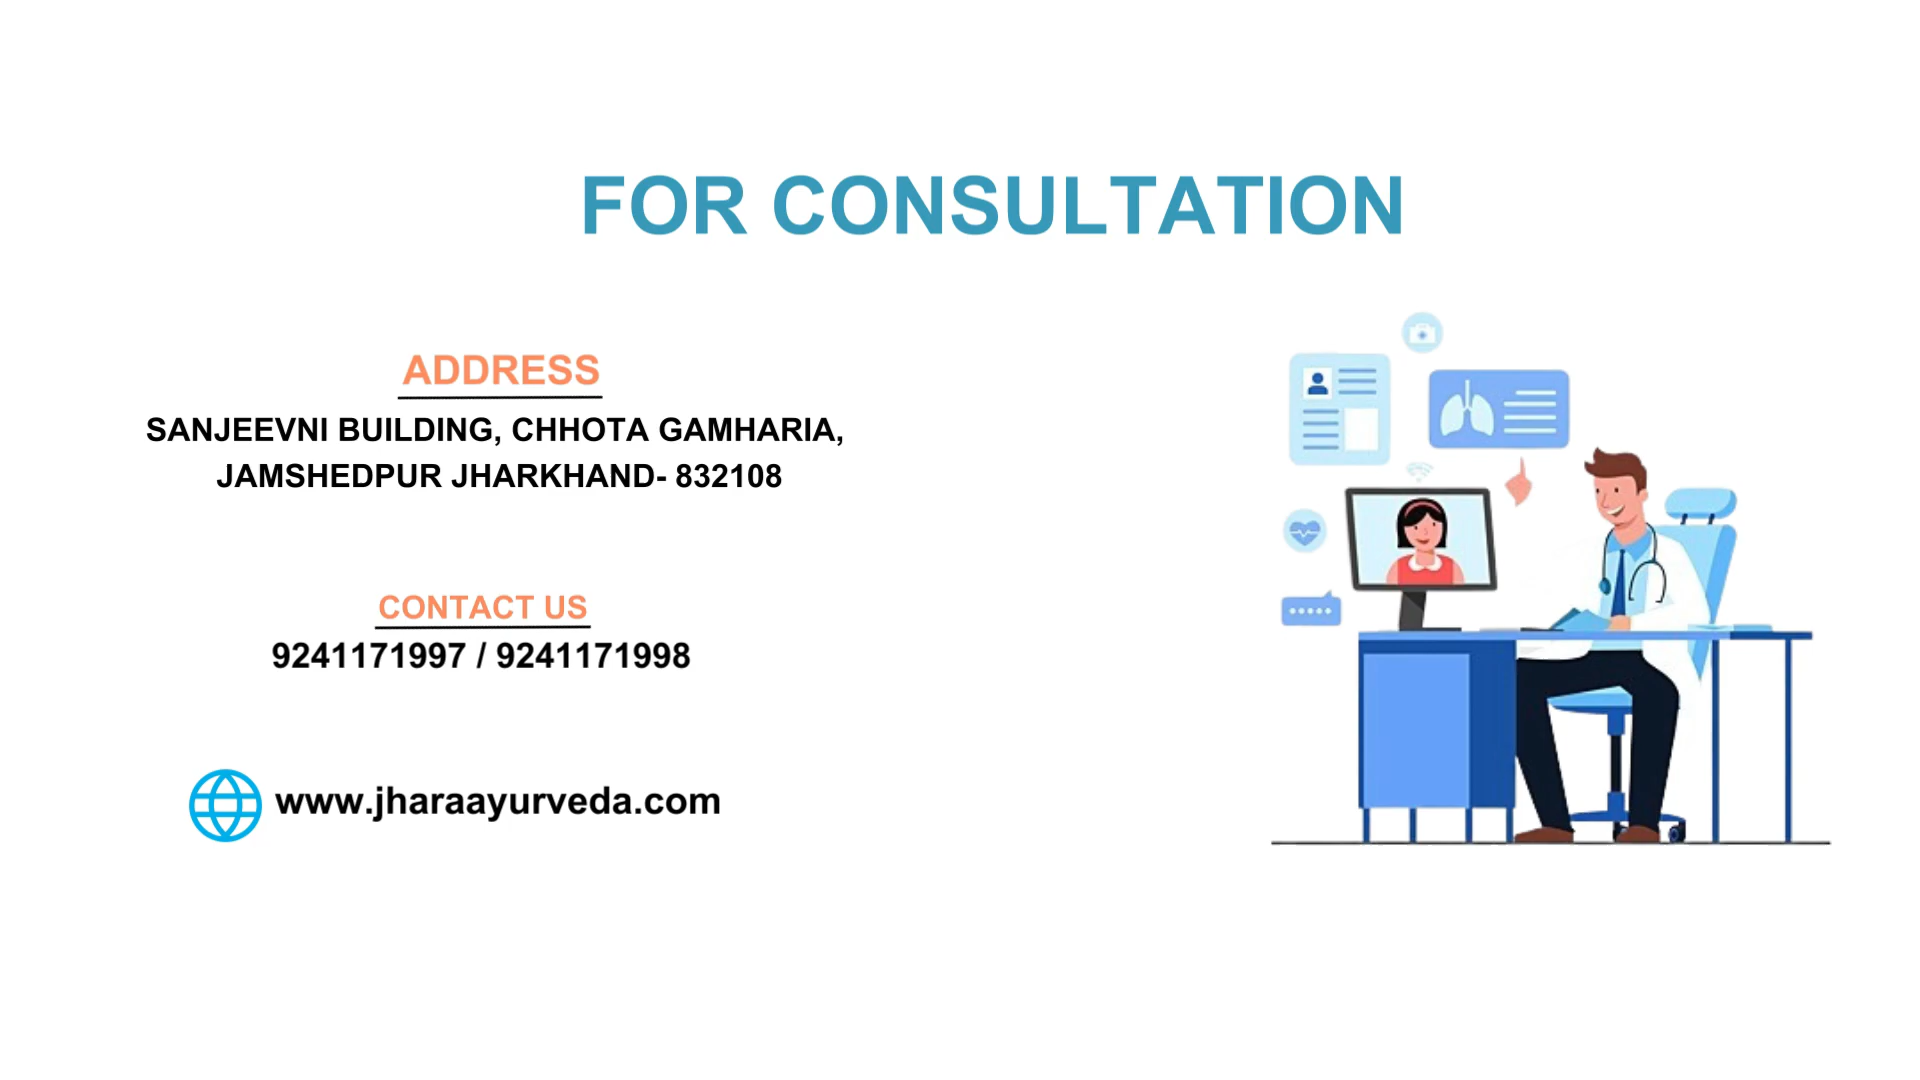 FOR CONSULTATION
ADDRESS
SANJEEVNI BUILDING, CHHOTA GAMHARIA,
JAMSHEDPUR JHARKHAND- 832108
CONTACT US
9241171997 / 9241171998
www.jharaayurveda.com